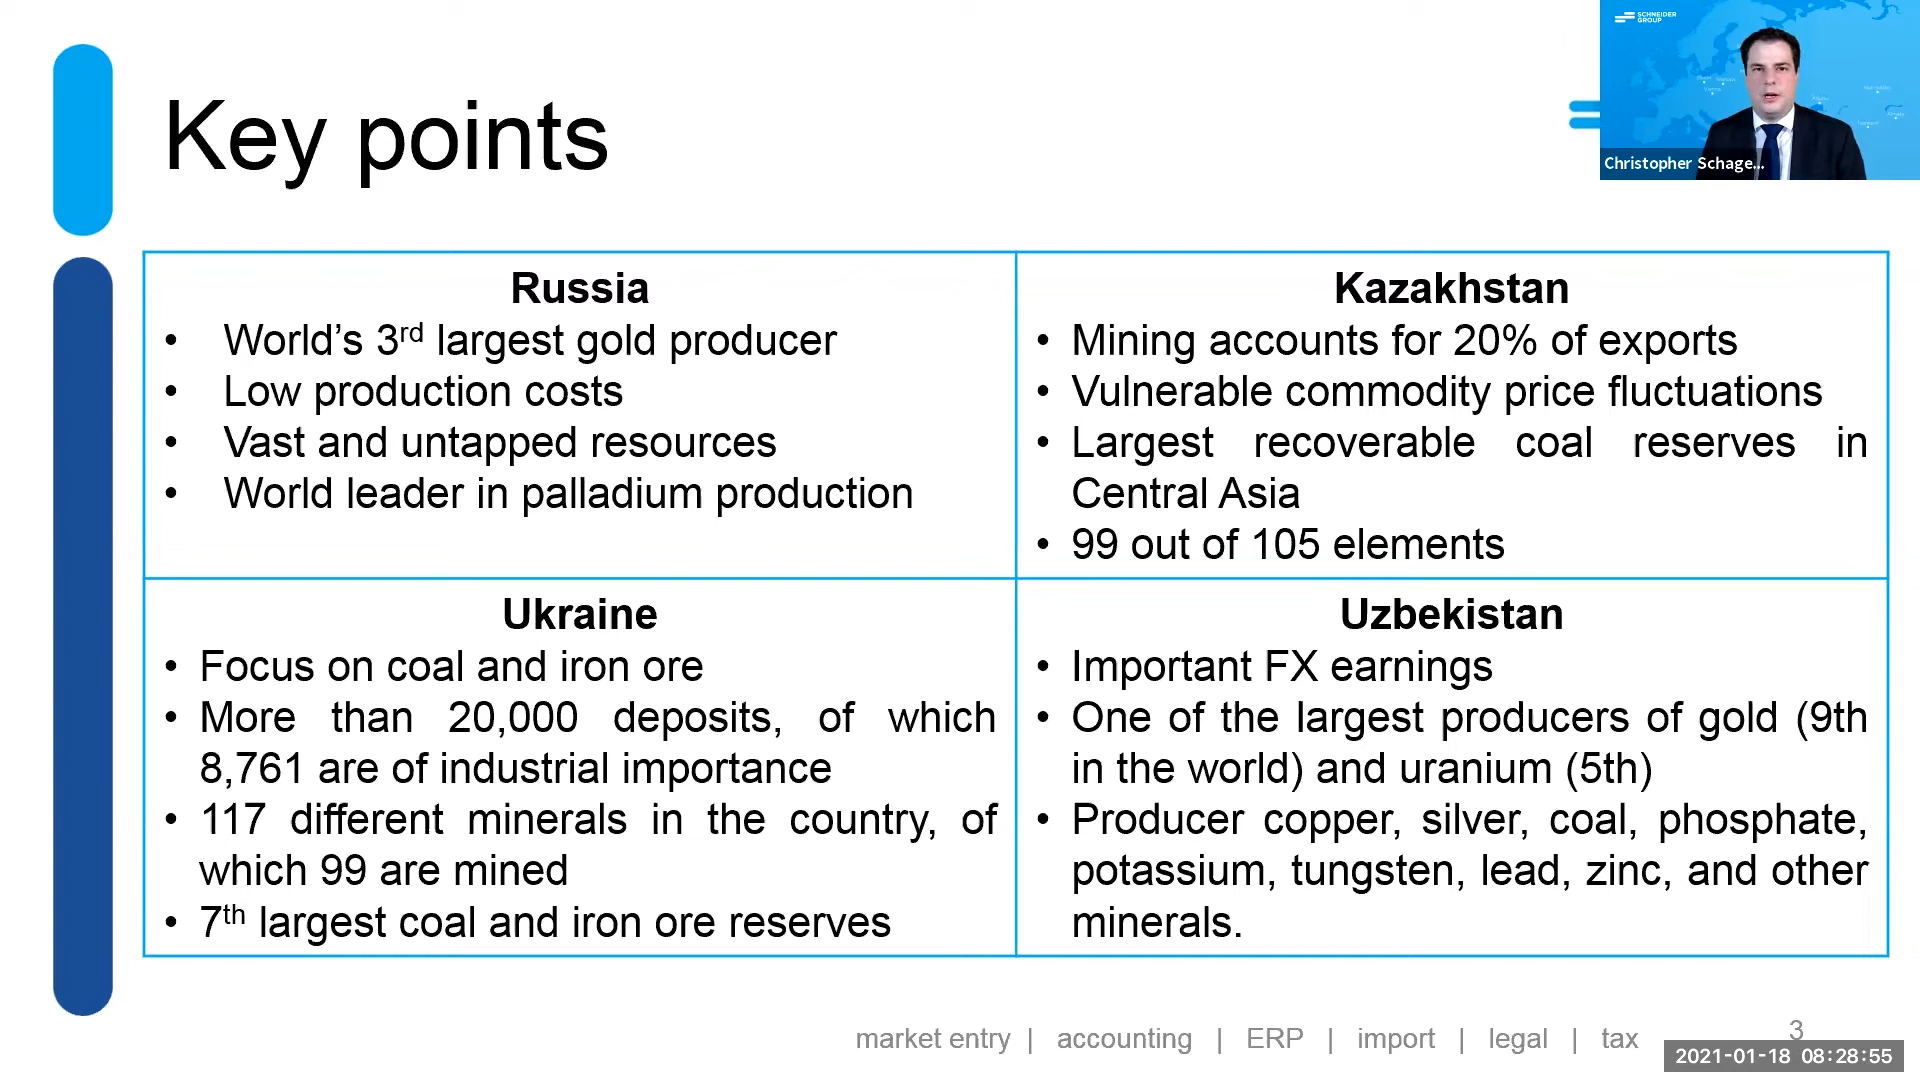 SCHNEIDER
GROUP
Christopher Schage...
Key points
Russia
• World’s 3rd largest gold producer
• Low production costs
• Vast and untapped resources
• World leader in palladium production
Kazakhstan
• Mining accounts for 20% of exports
• Vulnerable commodity price fluctuations
• Largest recoverable coal reserves in
Central Asia
• 99 out of 105 elements
Ukraine
• Focus on coal and iron ore
• More than 20,000 deposits, of which
8,761 are of industrial importance
• 117 different minerals in the country, of
which 99 are mined
• 7th largest coal and iron ore reserves
Uzbekistan
• Important FX earnings
• One of the largest producers of gold (9th
in the world) and uranium (5th)
• Producer copper, silver, coal, phosphate,
potassium, tungsten, lead, zinc, and other
minerals.
market entry | accounting | ERP | import | legal | tax
3
2021-01-18 08:28:55